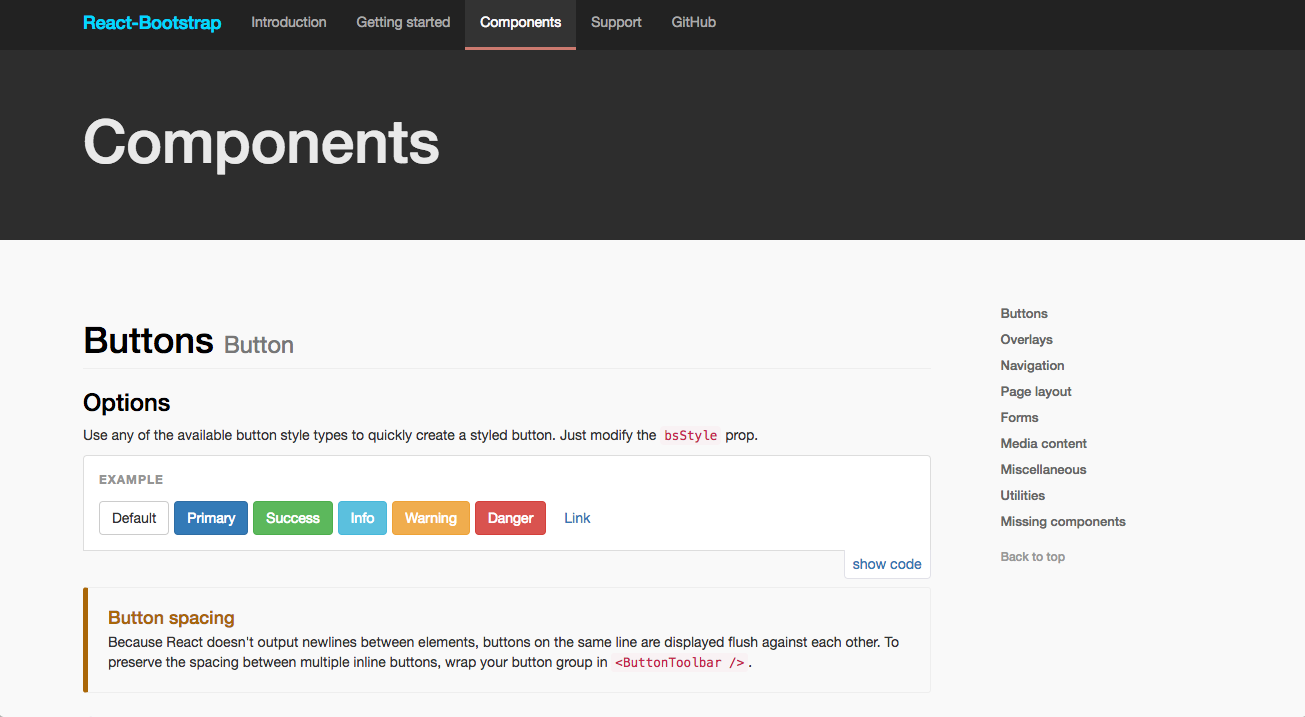 React-Bootstrap Introduction Getting started Components Support GitHub
Components
Buttons Button
Options
Use any of the available button style types to quickly create a styled button. Just modify the bsStyle prop.
EXAMPLE
Default Primary Success Info Warning Danger Link
show code
Button spacing
Because React doesn't output newlines between elements, buttons on the same line are displayed flush against each other. To
preserve the spacing between multiple inline buttons, wrap your button group in <ButtonToolbar />.
Buttons
Overlays
Navigation
Page layout
Forms
Media content
Miscellaneous
Utilities
Missing components
Back to top